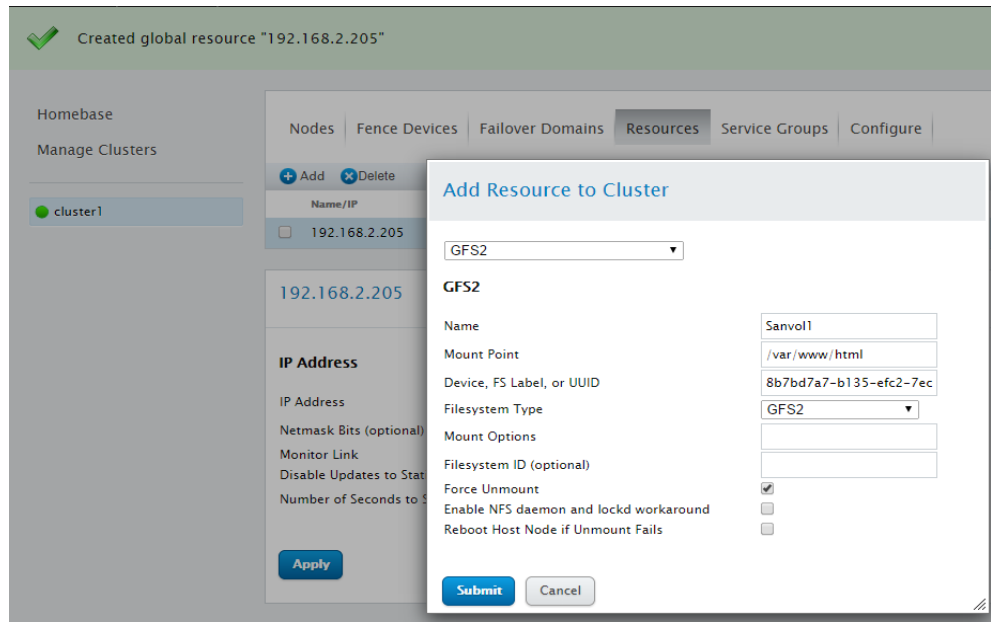 Created global resource "192.168.2.205"
Homebase
Manage Clusters
cluster1
Nodes Fence Devices Failover Domains Resources Service Groups Configure
Add Delete
Name/IP
192.168.2.205
192.168.2.205
IP Address
IP Address
Netmask Bits (optional)
Monitor Link
Disable Updates to
Number of Seconds to
Apply
Add Resource to Cluster
GFS2
GFS2
Name Sanvol1
Mount Point /var/www/html
Device, FS Label, or UUID 8b7bd7a7-b135-efc2-7ec
Filesystem Type GFS2
Mount Options
Filesystem ID (optional)
Force Unmount
Enable NFS daemon and lockd workaround
Reboot Host Node if Unmount Fails
Submit Cancel